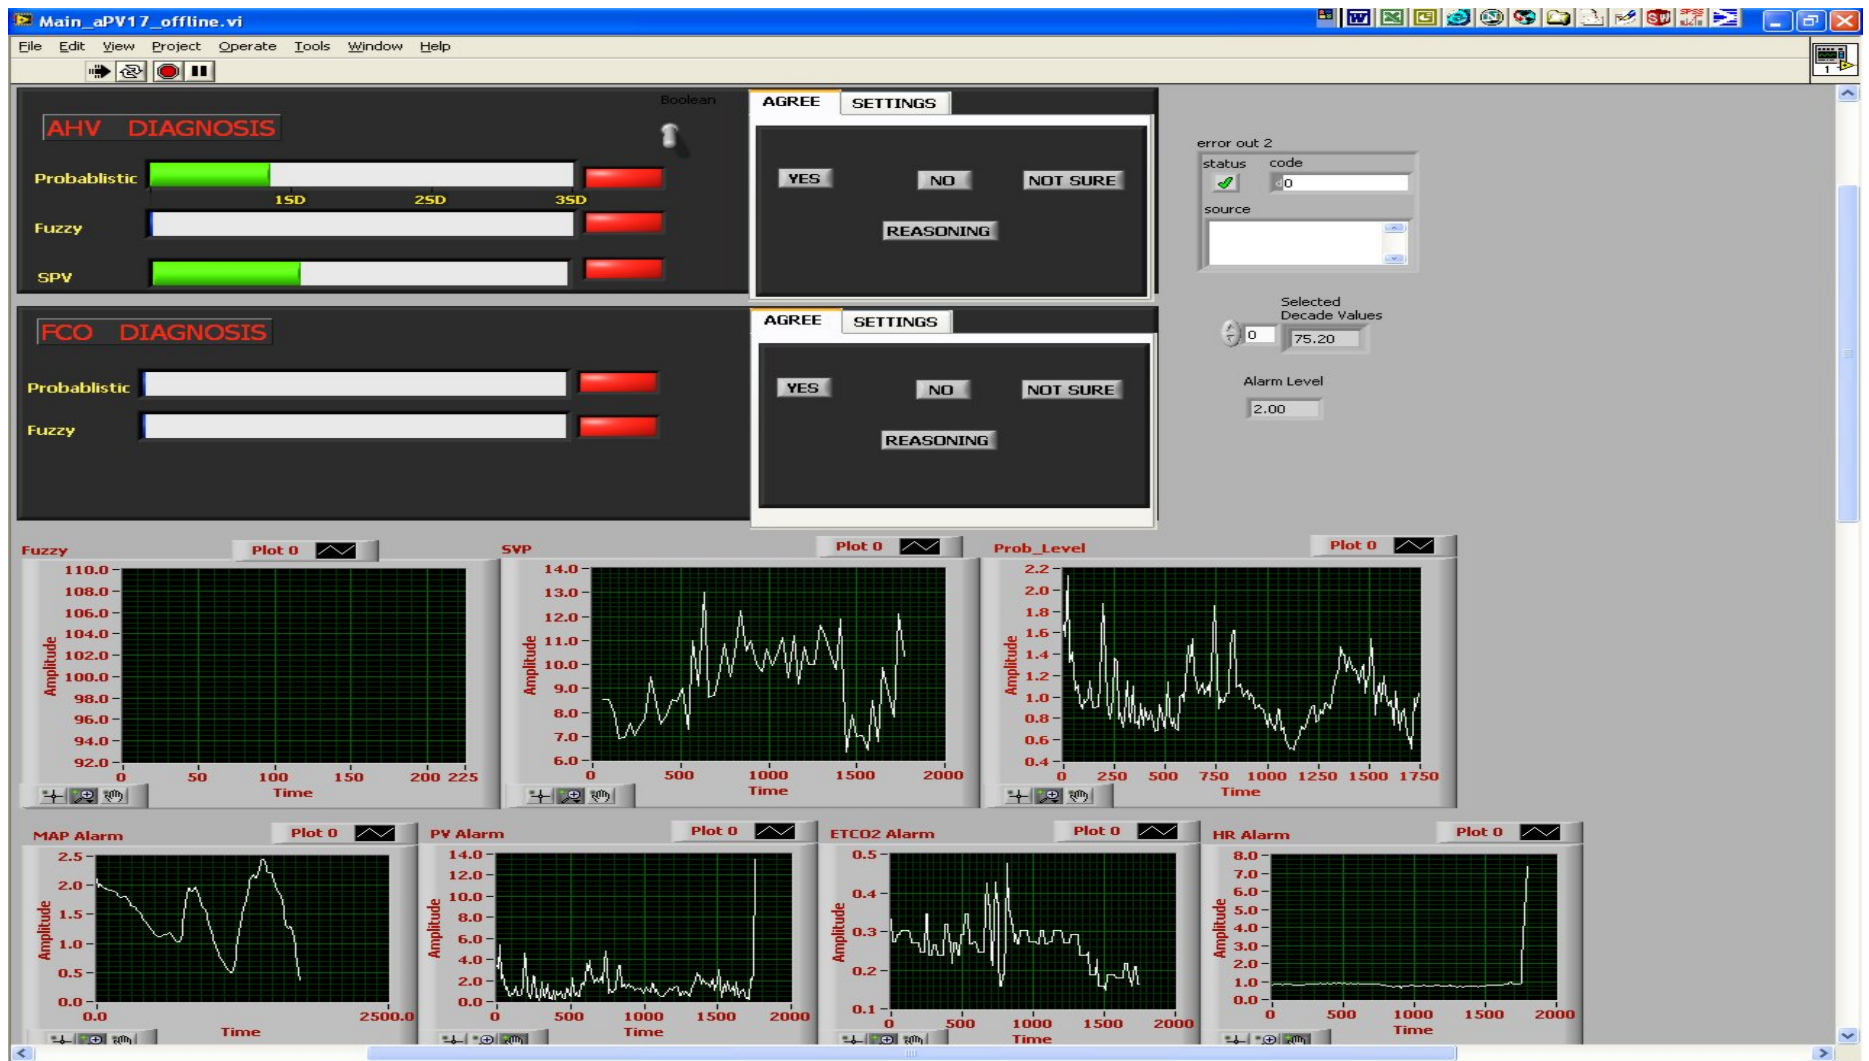 Main_aPV17_offline.vi
File Edit View Project Operate Tools Window Help
Boolean
AHV DIAGNOSIS
Probablistic
1SD 2SD 3SD
Fuzzy
SPV
AGREE SETTINGS
YES NO NOT SURE
REASONING
error out 2
status code
0
source
FCO DIAGNOSIS
Probablistic
Fuzzy
AGREE SETTINGS
YES NO NOT SURE
REASONING
Selected
Decade Values
0 75.20
Alarm Level
2.00
Fuzzy Plot 0
110.0
108.0
106.0
104.0
102.0
100.0
98.0
96.0
94.0
92.0
Amplitude
0 50 100 150 200 225
Time
SVP Plot 0
14.0
13.0
12.0
11.0
10.0
9.0
8.0
7.0
6.0
Amplitude
0 500 1000 1500 2000
Time
Prob_Level Plot 0
2.2
2.0
1.8
1.6
1.4
1.2
1.0
0.8
0.6
0.4
Amplitude
0 250 500 750 1000 1250 1500 1750
Time
MAP Alarm Plot 0
2.5
2.0
1.5
1.0
0.5
0.0
Amplitude
0.0 2500.0
Time
PV Alarm Plot 0
14.0
12.0
10.0
8.0
6.0
4.0
2.0
0.0
Amplitude
0 500 1000 1500 2000
Time
ETCO2 Alarm Plot 0
0.5
0.4
0.3
0.2
0.1
Amplitude
0 500 1000 1500 2000
Time
HR Alarm Plot 0
8.0
7.0
6.0
5.0
4.0
3.0
2.0
1.0
0.0
Amplitude
0 500 1000 1500 2000
Time